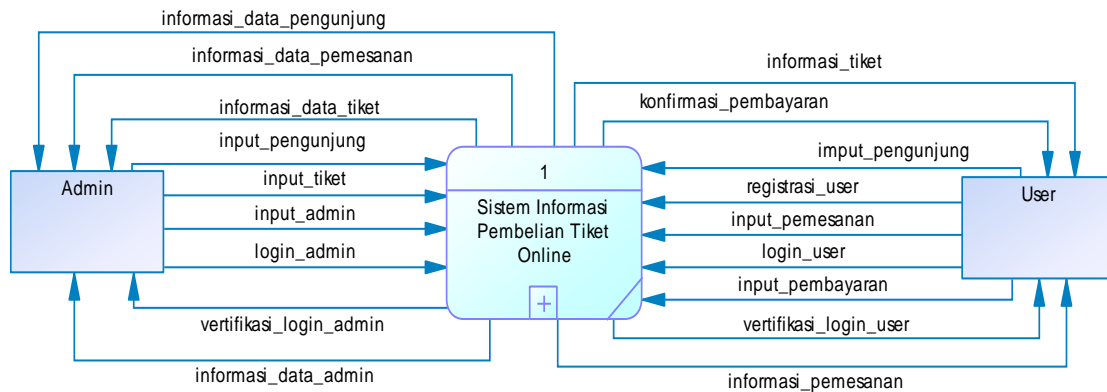 informasi_data_pengunjung
informasi_data_pemesanan
informasi_tiket
konfirmasi_pembayaran
informasi_data_tiket
input_pengunjung
imput_pengunjung
1
Admin
input_tiket
registrasi_user
User
Sistem Informasi
Pembelian Tiket
Online
input_admin
input_pemesanan
login_admin
login_user
input_pembayaran
vertifikasi_login_admin
vertifikasi_login_user
informasi_data_admin
informasi_pemesanan